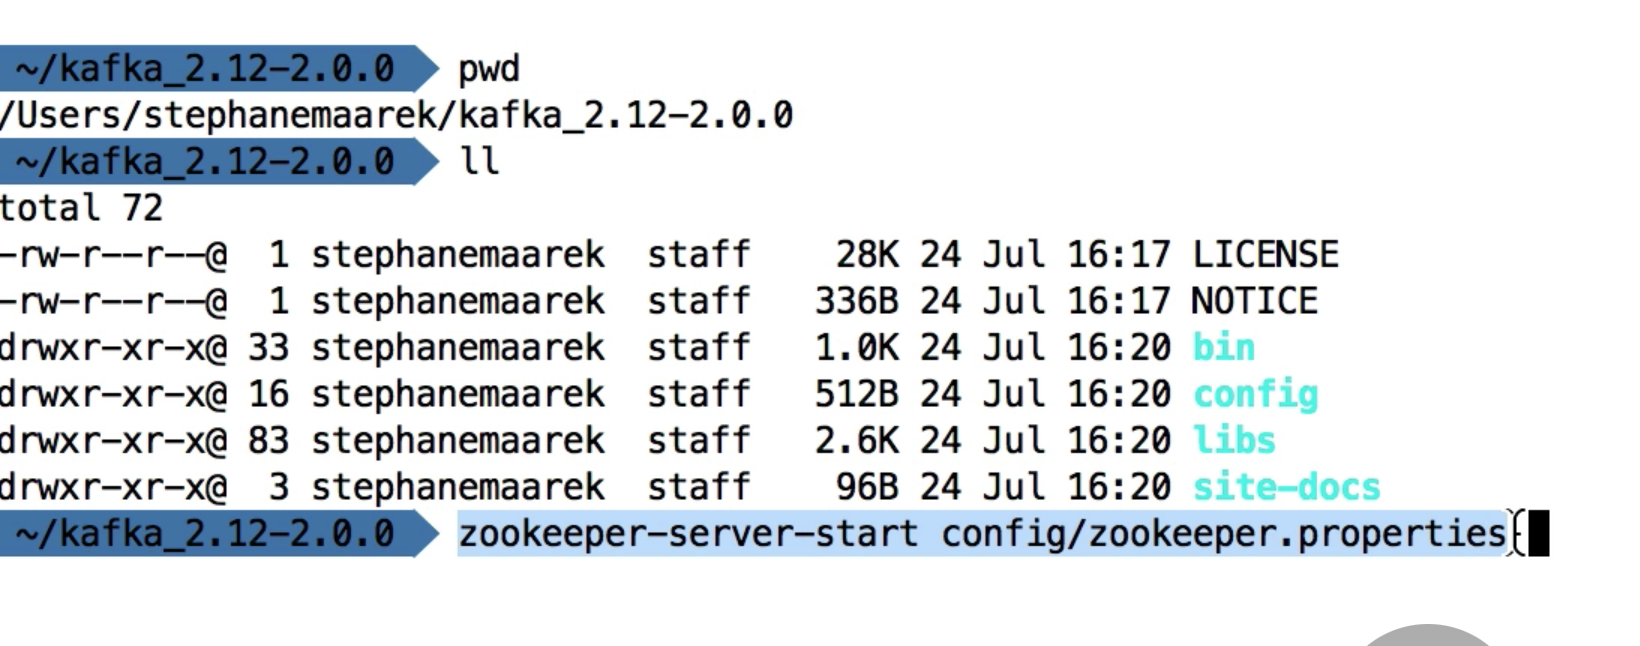 ~/kafka_2.12-2.0.0 pwd
/Users/stephanemaarek/kafka_2.12-2.0.0
~/kafka_2.12-2.0.0 ll
total 72
-rw-r--r--@ 1 stephanemaarek staff 28K 24 Jul 16:17 LICENSE
-rw-r--r--@ 1 stephanemaarek staff 336B 24 Jul 16:17 NOTICE
drwxr-xr-x@ 33 stephanemaarek staff 1.0K 24 Jul 16:20 bin
drwxr-xr-x@ 16 stephanemaarek staff 512B 24 Jul 16:20 config
drwxr-xr-x@ 83 stephanemaarek staff 2.6K 24 Jul 16:20 libs
drwxr-xr-x@ 3 stephanemaarek staff 96B 24 Jul 16:20 site-docs
~/kafka_2.12-2.0.0 zookeeper-server-start config/zookeeper.properties